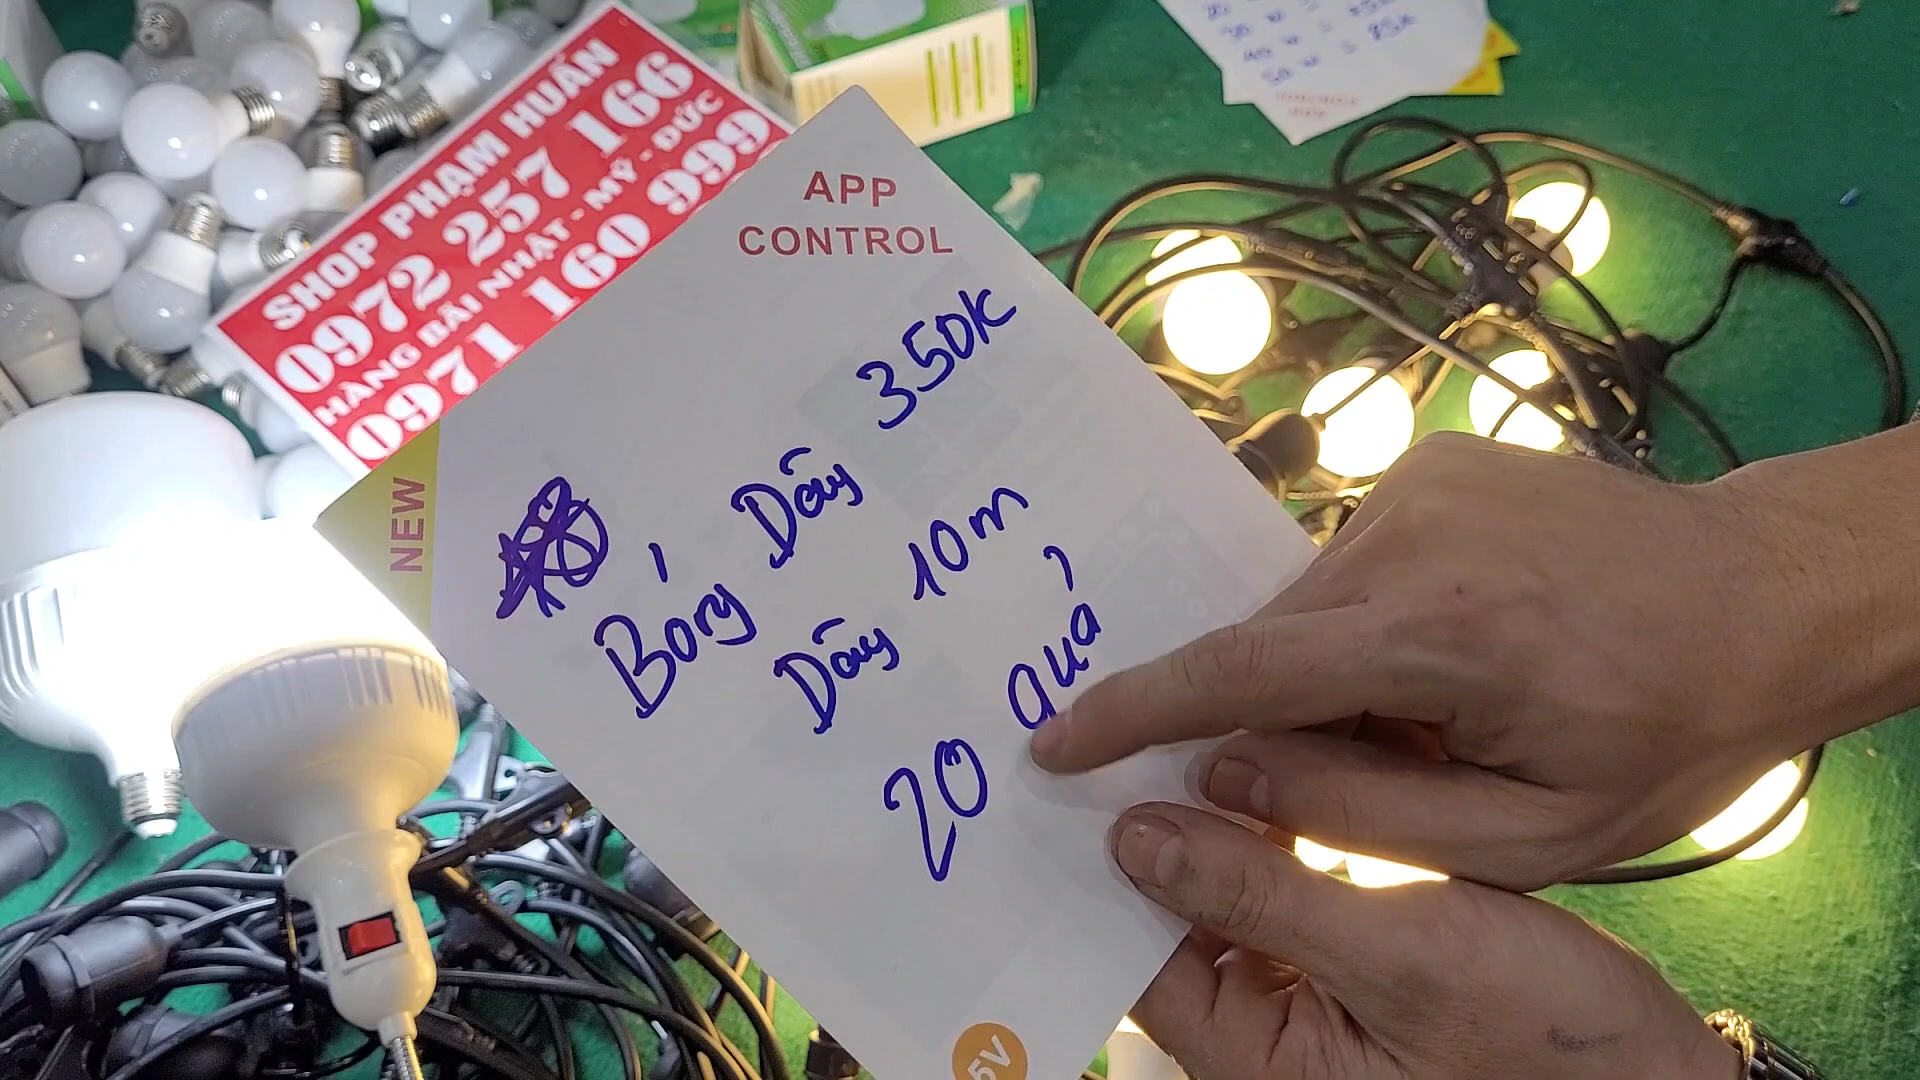 SHOP PHẠM HUẤN
0972 257 166
HÀNG BÃI NHẬT - MỸ - ĐỨC
0971 160 999
APP
CONTROL
NEW
Bóng Dây 350K
Dây 10m
20 quả
5V